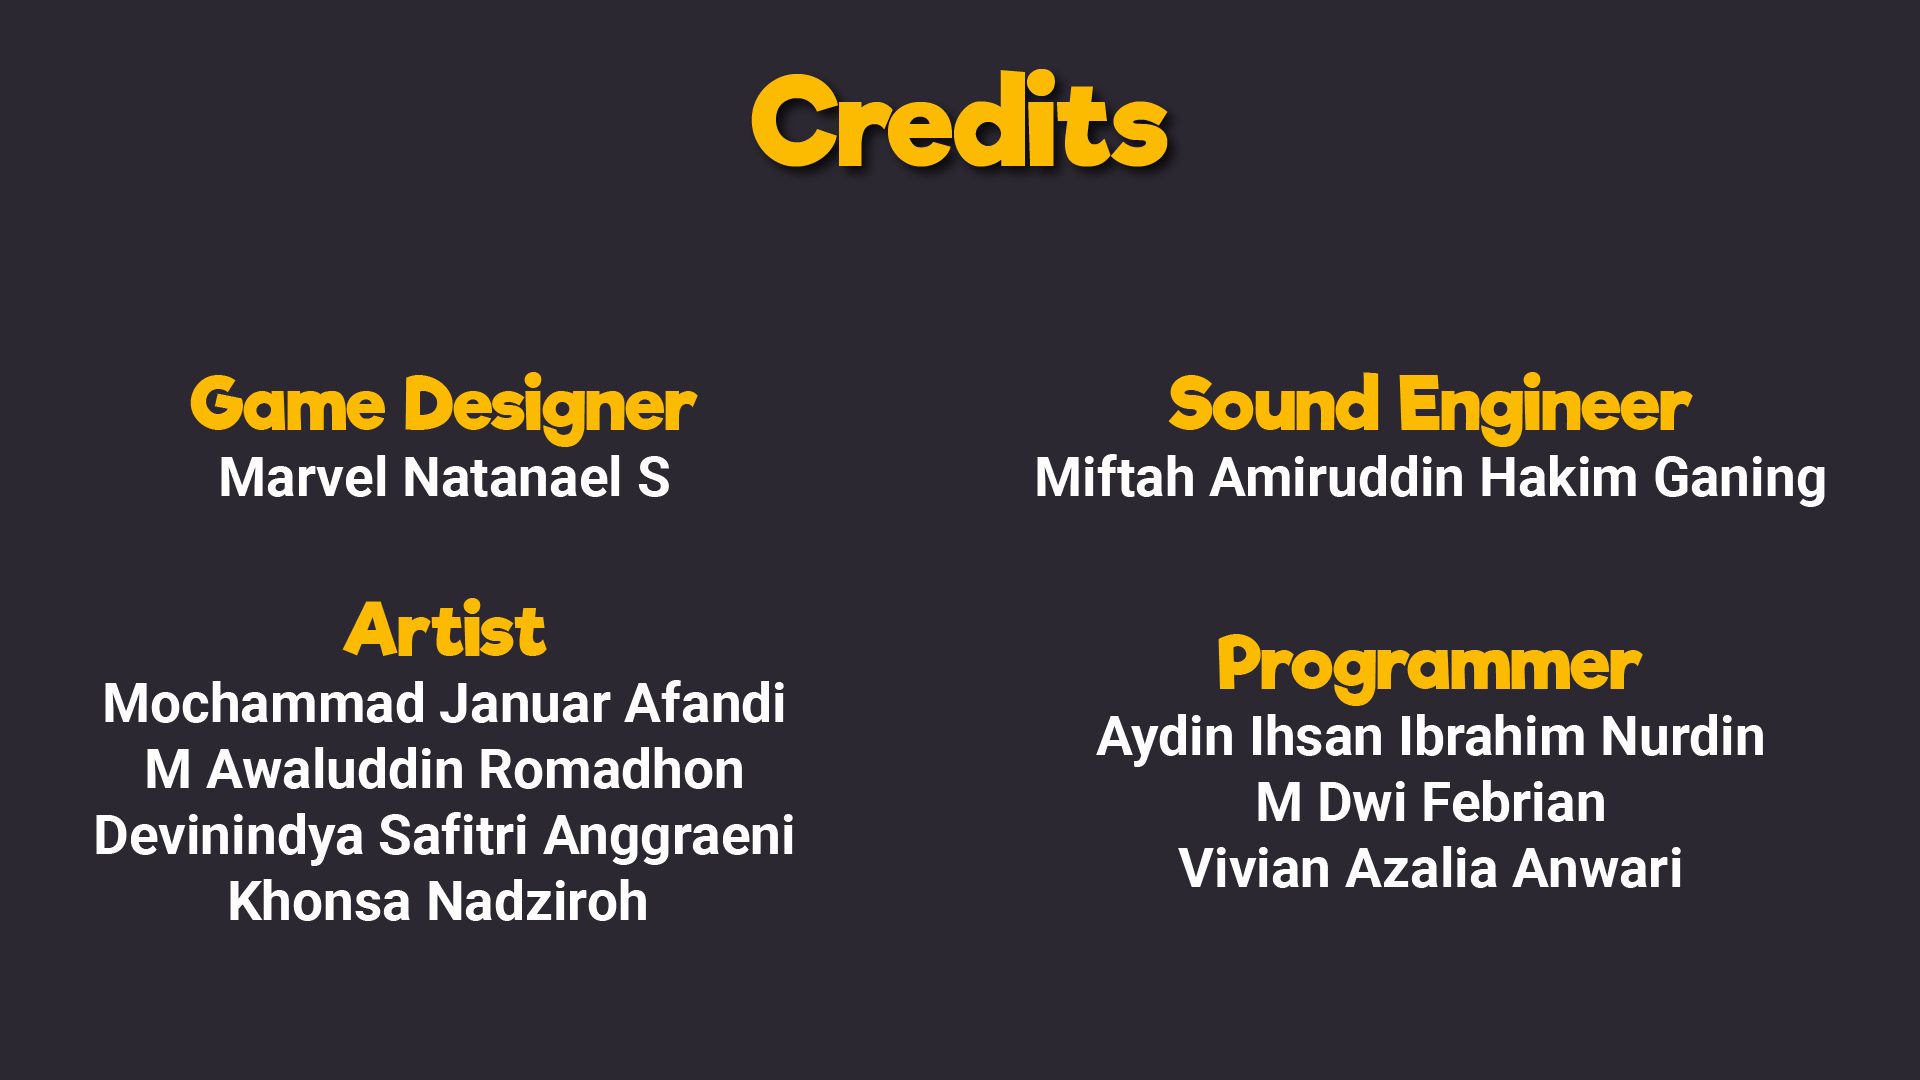 Credits
Game Designer
Marvel Natanael S
Artist
Mochammad Januar Afandi
M Awaluddin Romadhon
Devinindya Safitri Anggraeni
Khonsa Nadziroh
Sound Engineer
Miftah Amiruddin Hakim Ganing
Programmer
Aydin Ihsan Ibrahim Nurdin
M Dwi Febrian
Vivian Azalia Anwari